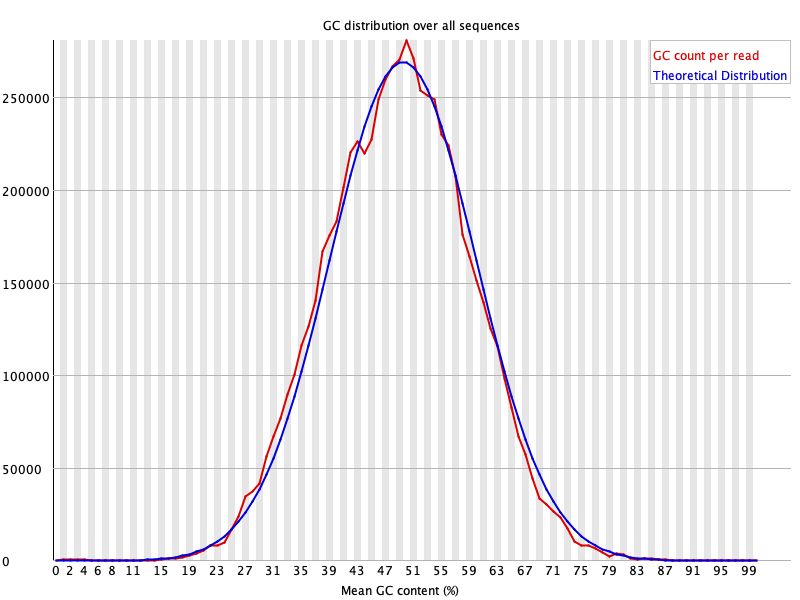 GC distribution over all sequences
GC count per read
Theoretical Distribution
250000
200000
150000
100000
50000
0
0 2 4 6 8 11 15 19 23 27 31 35 39 43 47 51 55 59 63 67 71 75 79 83 87 91 95 99
Mean GC content (%)